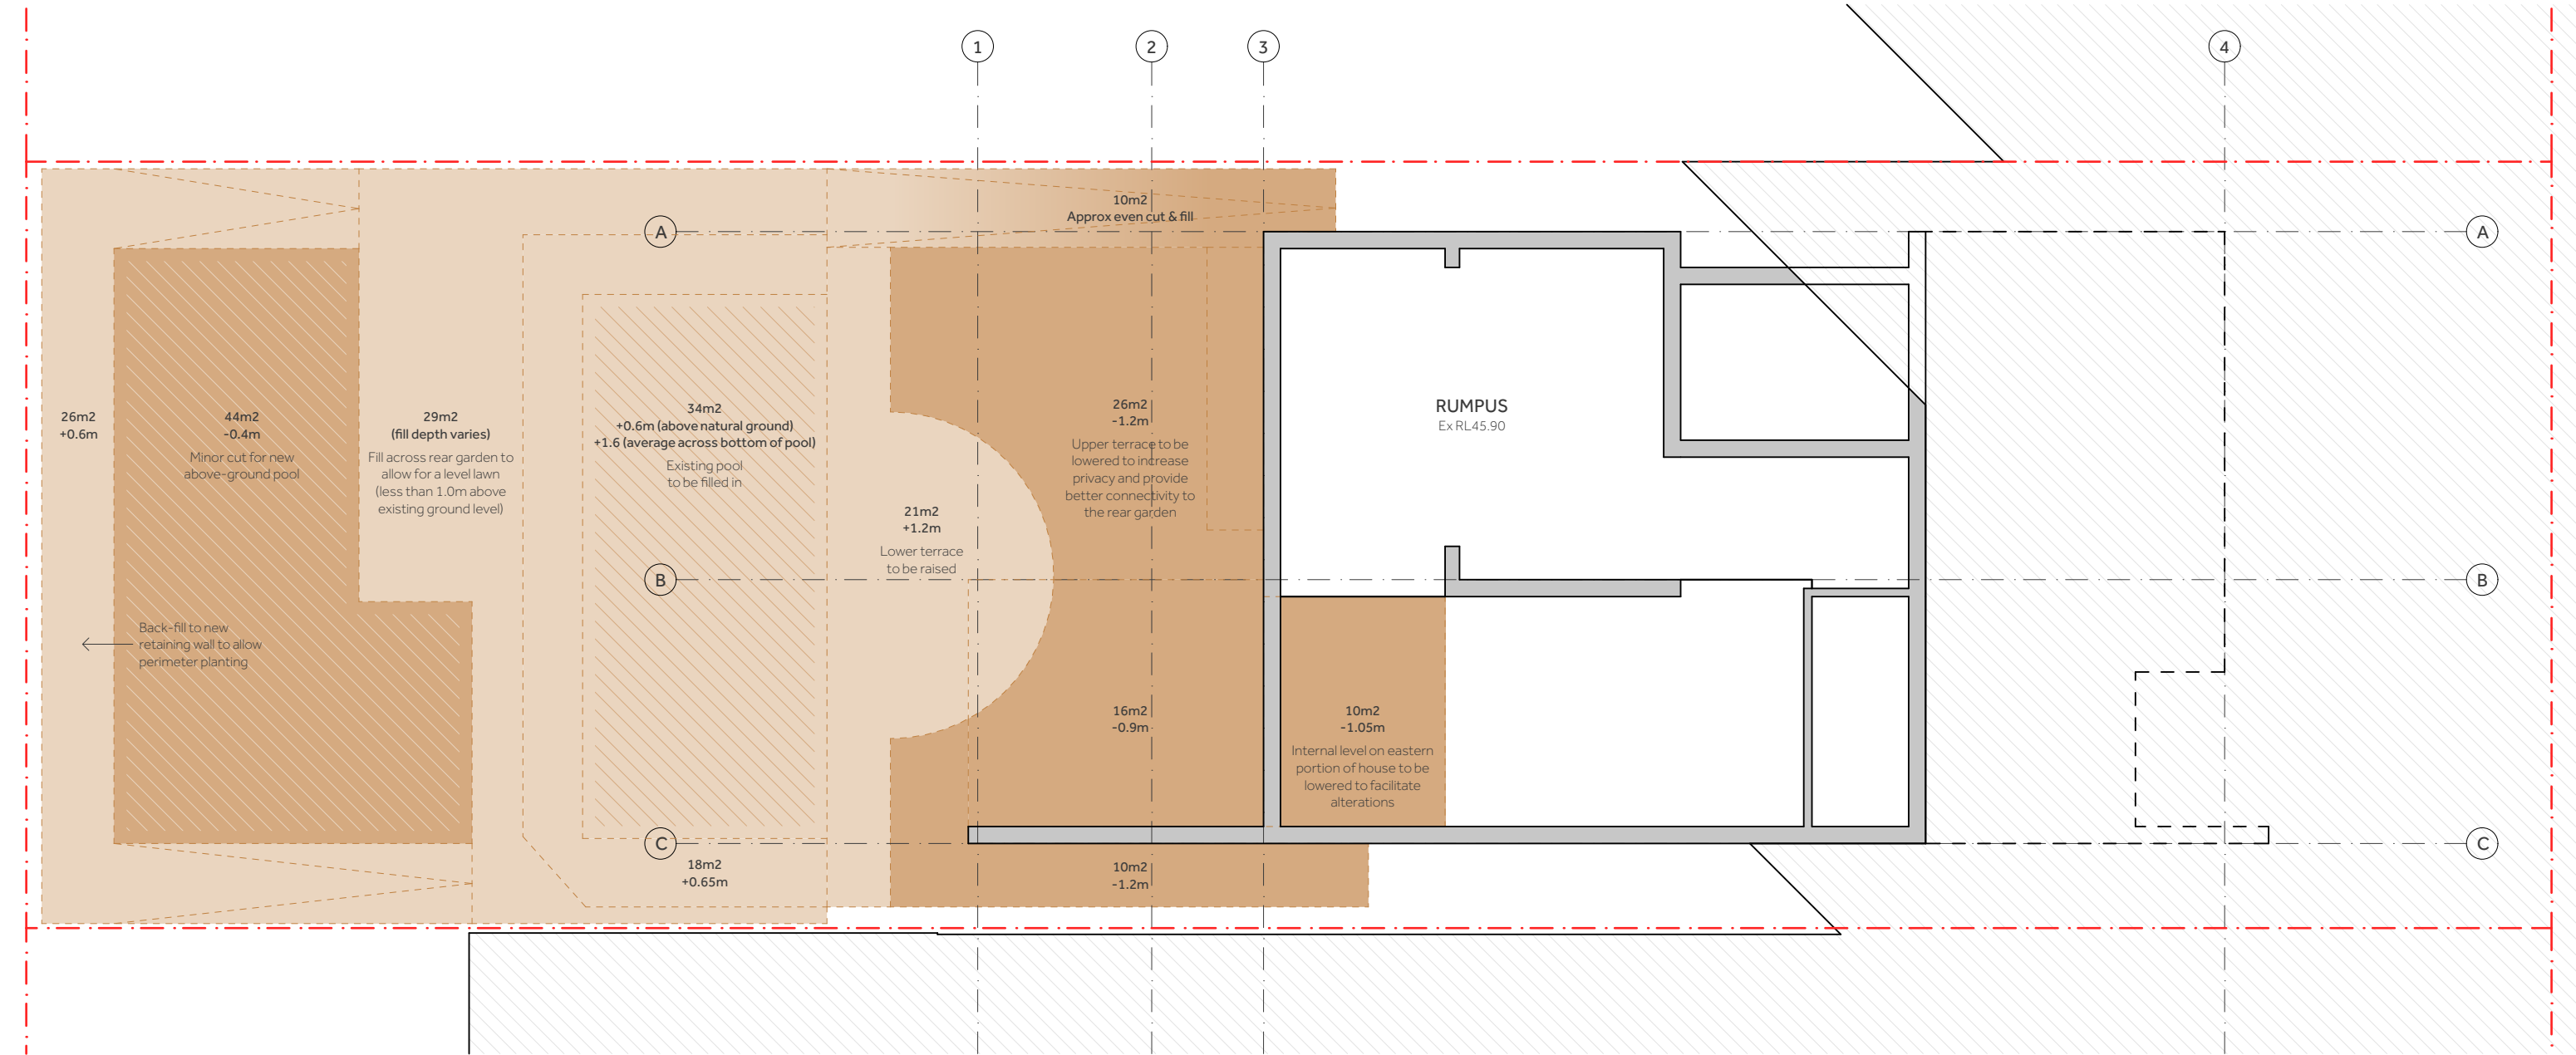 1
2
3
4
10m2
Approx even cut & fill
A
A
26m2
+0.6m
44m2
-0.4m
Minor cut for new
above-ground pool
29m2
(fill depth varies)
Fill across rear garden to
allow for a level lawn
(less than 1.0m above
existing ground level)
34m2
+0.6m (above natural ground)
+1.6 (average across bottom of pool)
Existing pool
to be filled in
21m2
+1.2m
Lower terrace
to be raised
26m2
-1.2m
Upper terrace to be
lowered to increase
privacy and provide
better connectivity to
the rear garden
RUMPUS
Ex RL45.90
B
B
Back-fill to new
retaining wall to allow
perimeter planting
16m2
-0.9m
10m2
-1.05m
Internal level on eastern
portion of house to be
lowered to facilitate
alterations
C
C
18m2
+0.65m
10m2
-1.2m